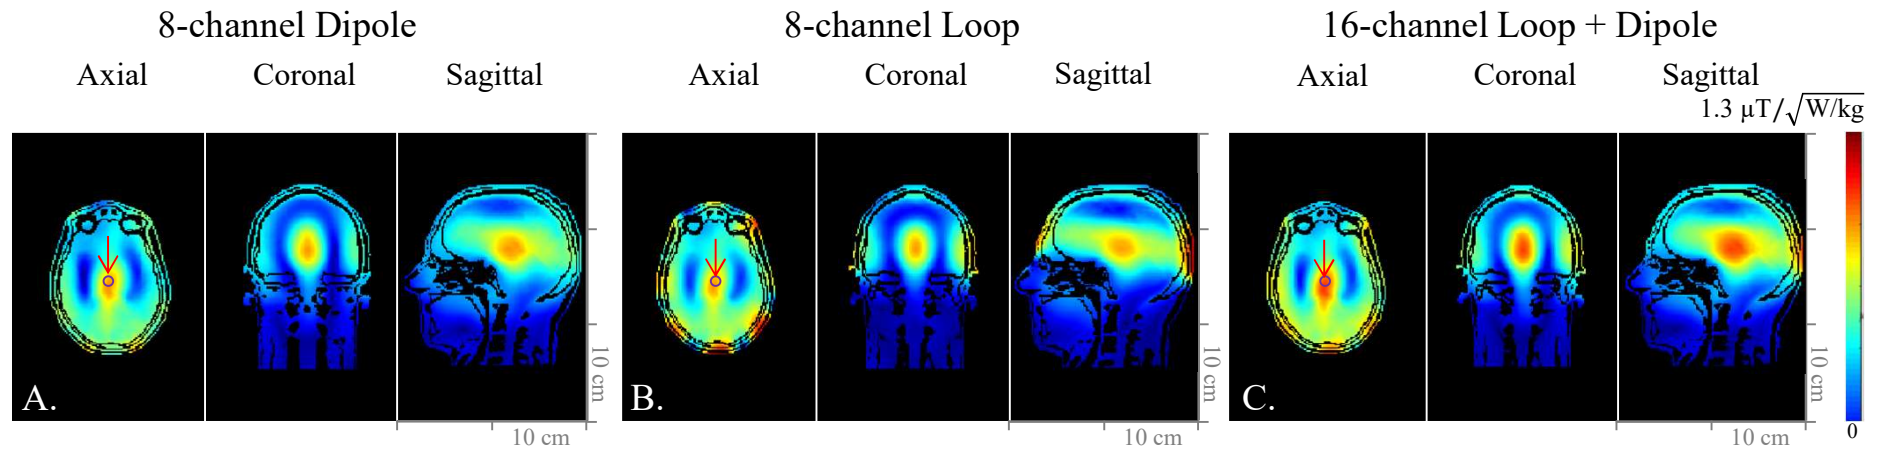 8-channel Dipole
8-channel Loop
16-channel Loop + Dipole
Axial
Coronal
Sagittal
Axial
Coronal
Sagittal
Axial
Coronal
Sagittal
1.3 µT/√W/kg
A.
10 cm
10 cm
B.
10 cm
10 cm
C.
10 cm
10 cm
0